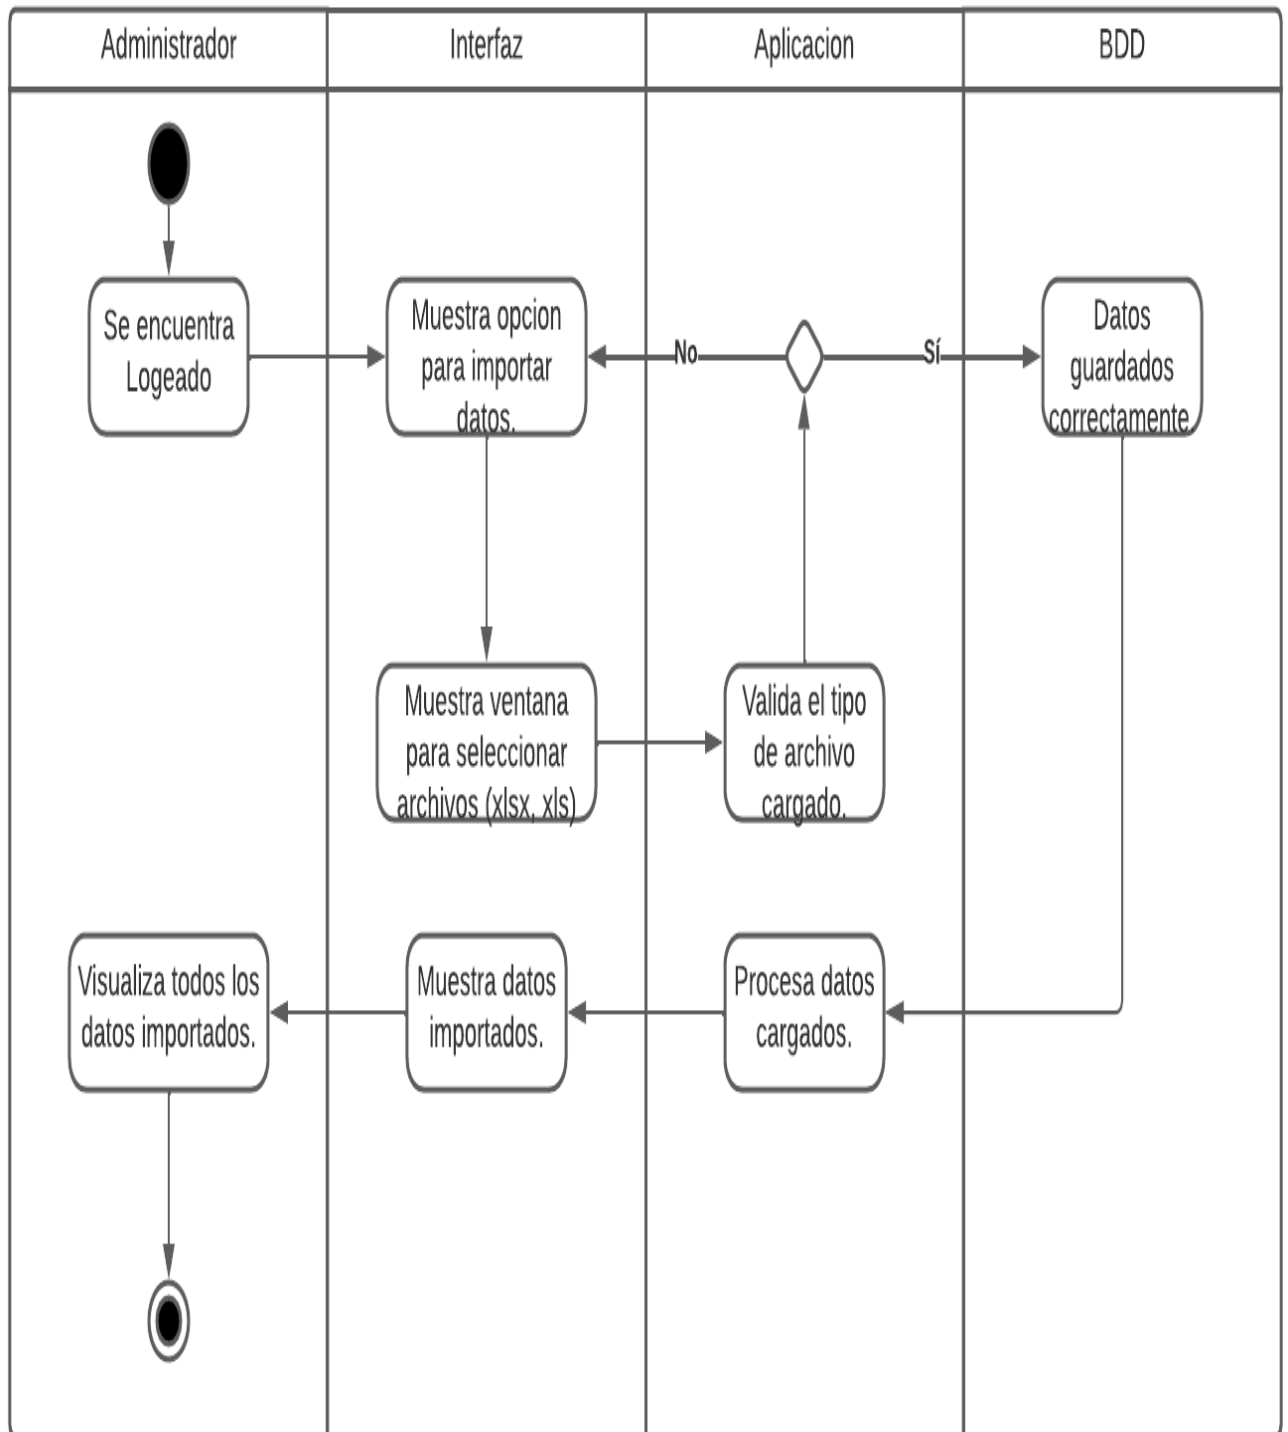 Administrador
Interfaz
Aplicacion
BDD
Se encuentra
Logeado
Muestra opcion
para importar
datos.
No
Sí
Datos
guardados
correctamente.
Muestra ventana
para seleccionar
archivos (xlsx, xls)
Valida el tipo
de archivo
cargado.
Visualiza todos los
datos importados.
Muestra datos
importados.
Procesa datos
cargados.